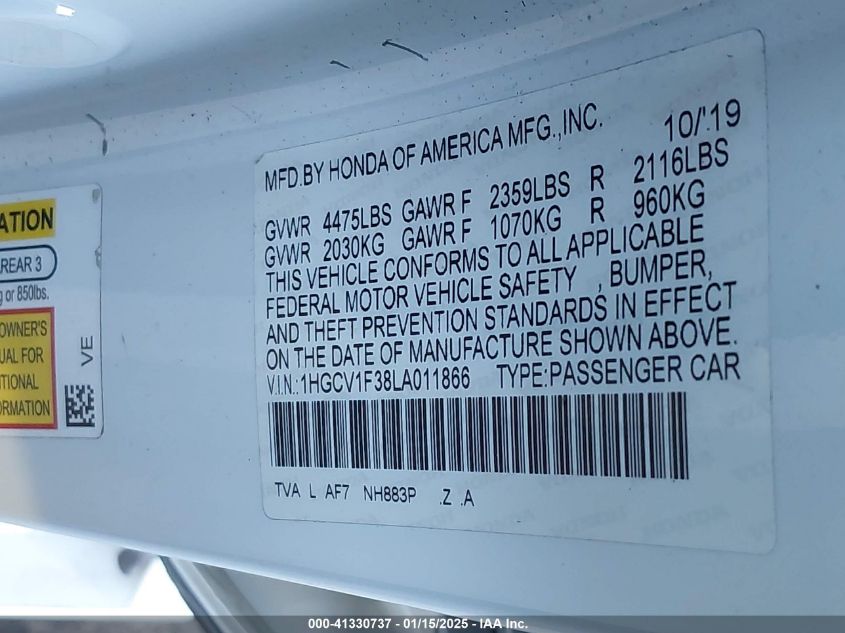 MFD.BY HONDA OF AMERICA MFG.,INC. 10/'19
GVWR 4475LBS GAWR F 2359LBS R 2116LBS
GVWR 2030KG GAWR F 1070KG R 960KG
THIS VEHICLE CONFORMS TO ALL APPLICABLE
FEDERAL MOTOR VEHICLE SAFETY , BUMPER,
AND THEFT PREVENTION STANDARDS IN EFFECT
ON THE DATE OF MANUFACTURE SHOWN ABOVE.
V.I.N.:1HGCV1F38LA011866 TYPE:PASSENGER CAR
TVA L AF7 NH883P .Z .A
ATION
REAR 3
g or 850lbs.
OWNER'S
UAL FOR
ITIONAL
ORMATION
VE
000-41330737 - 01/15/2025 - 1IAA Inc.